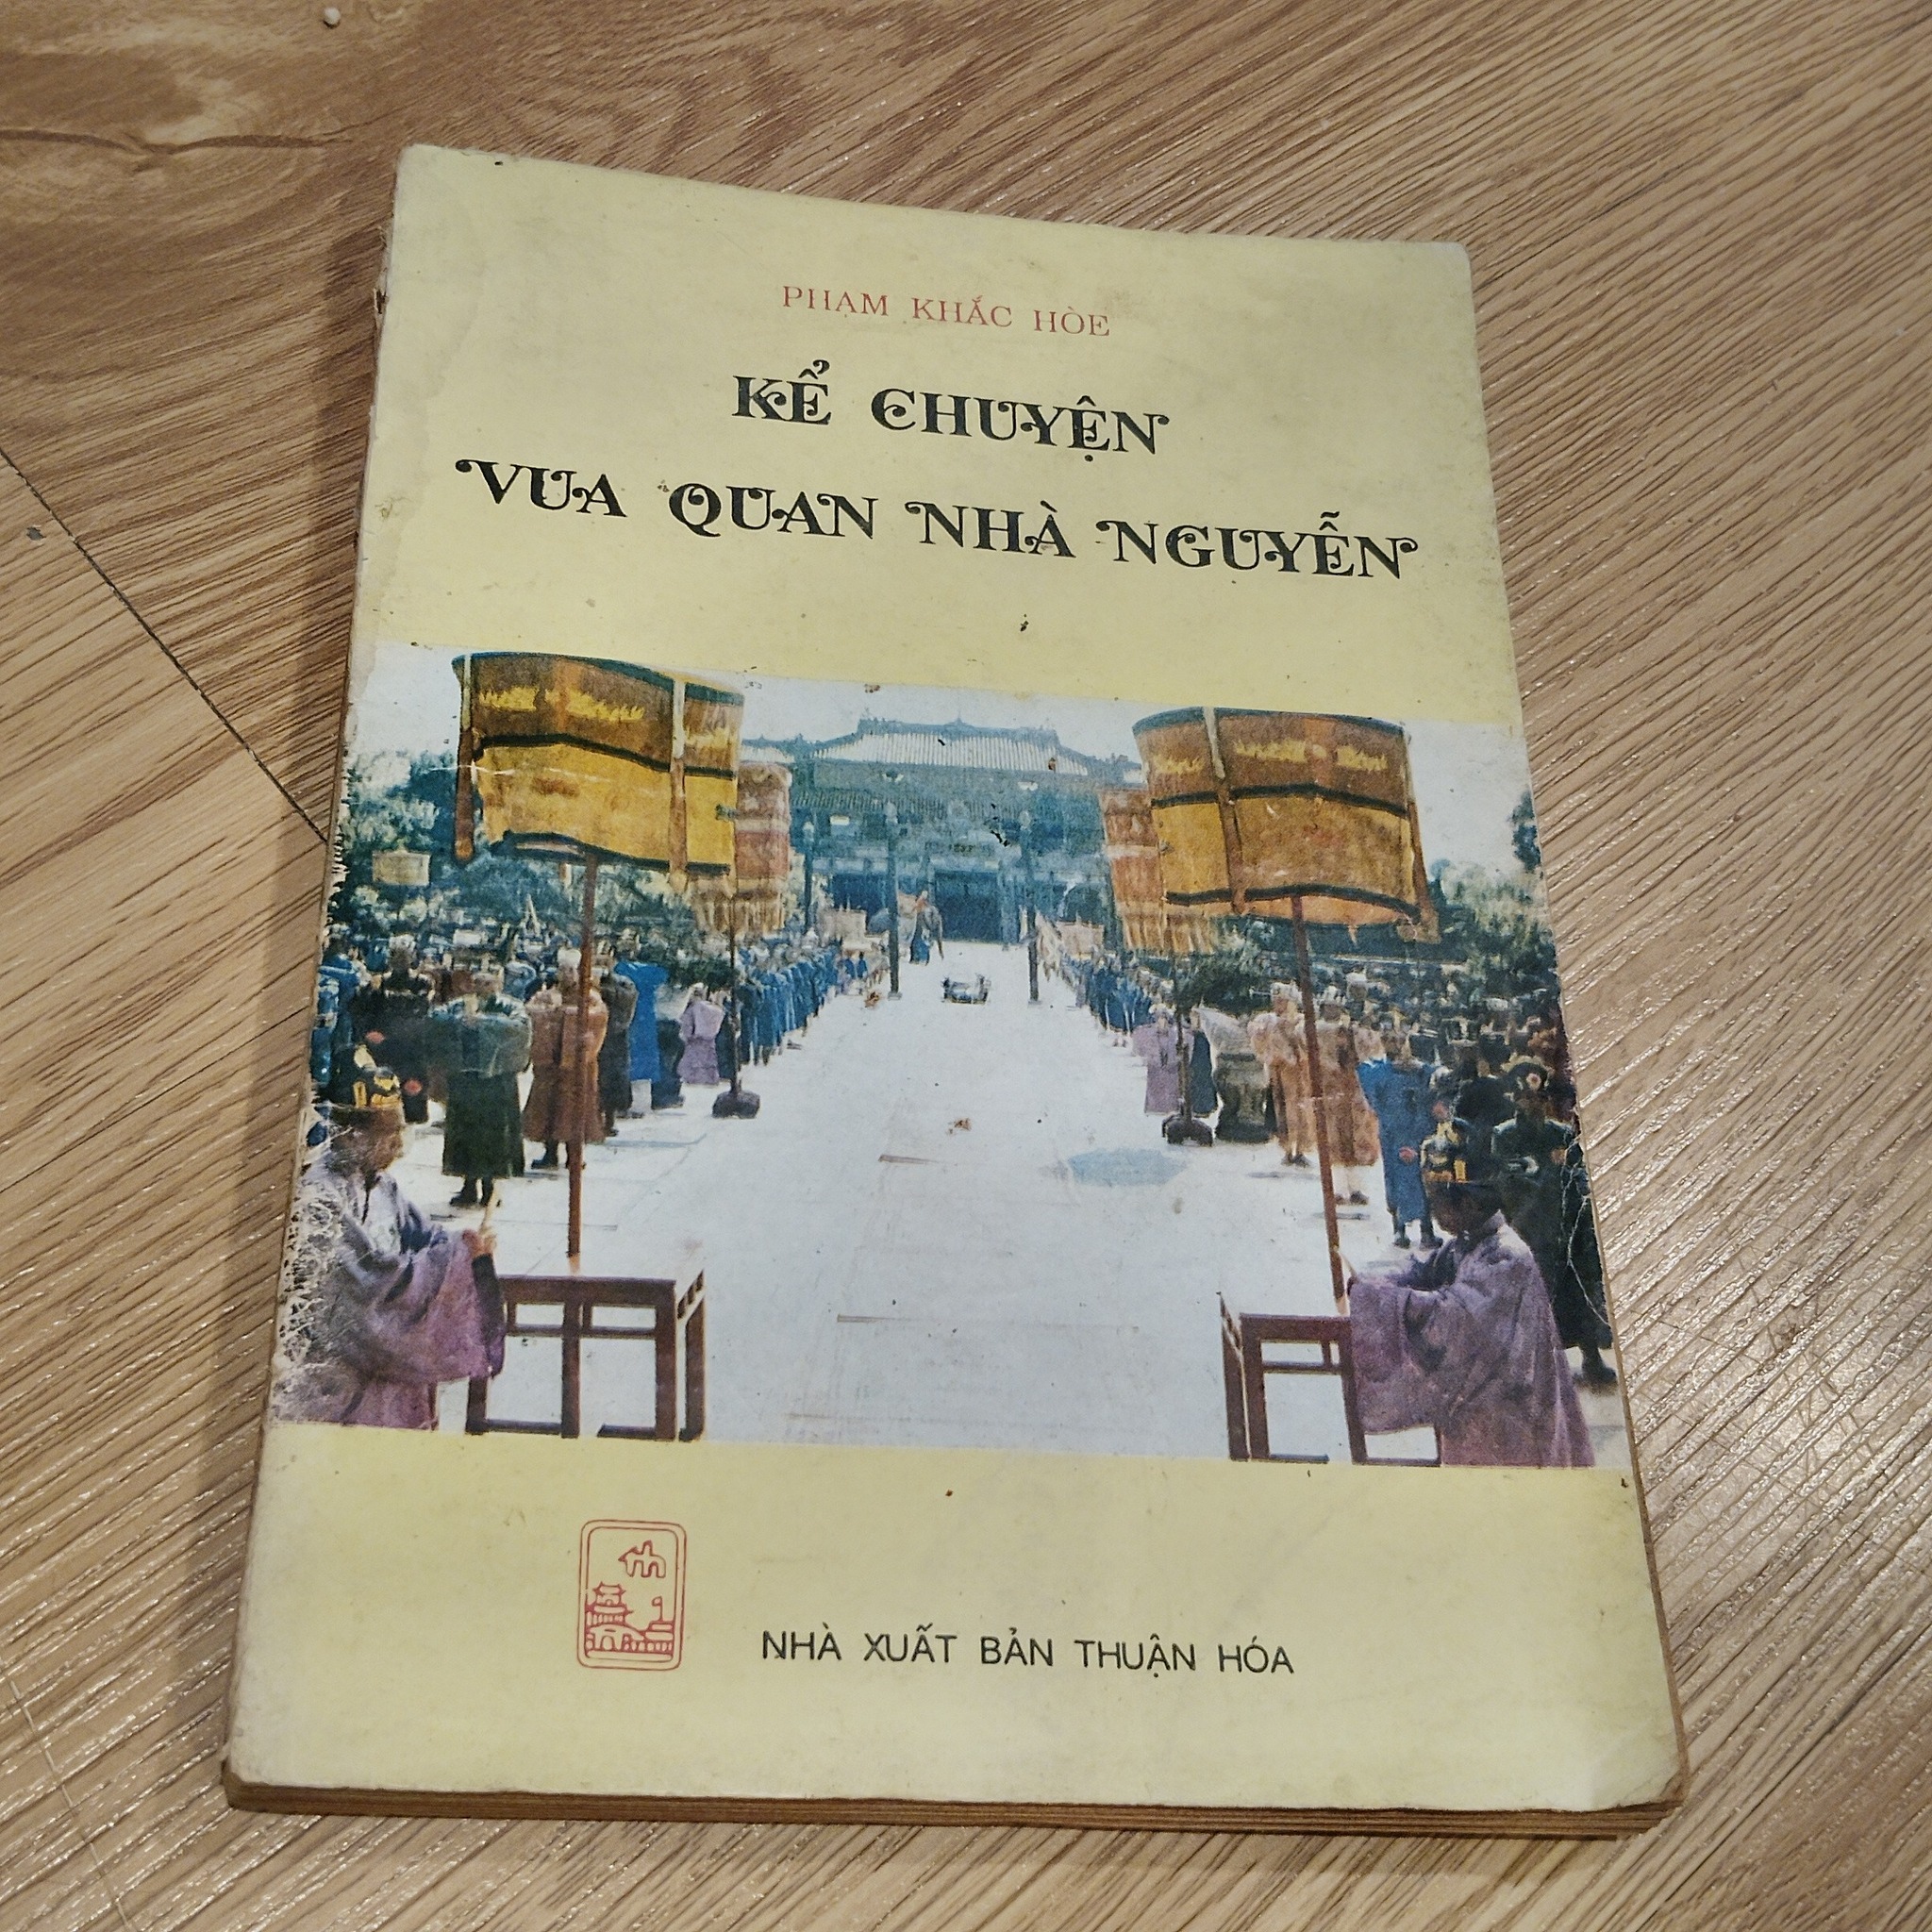 PHẠM KHẮC HÒE
KỂ CHUYỆN
VUA QUAN NHÀ NGUYỄN
NHÀ XUẤT BẢN THUẬN HÓA